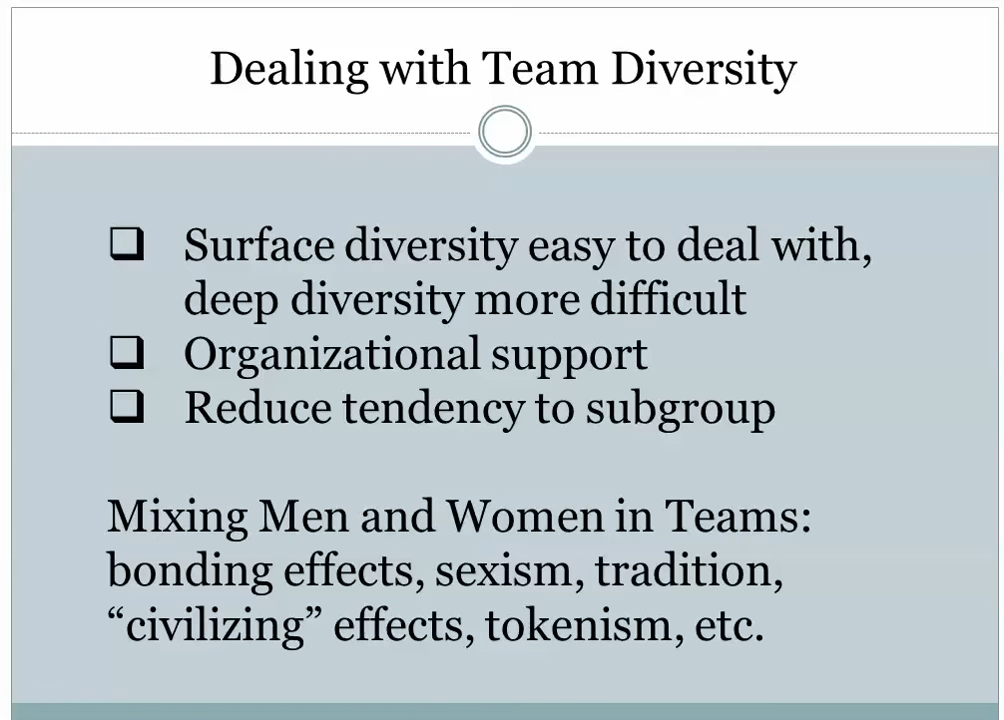 Dealing with Team Diversity
❑ Surface diversity easy to deal with,
deep diversity more difficult
❑ Organizational support
❑ Reduce tendency to subgroup
Mixing Men and Women in Teams:
bonding effects, sexism, tradition,
“civilizing” effects, tokenism, etc.